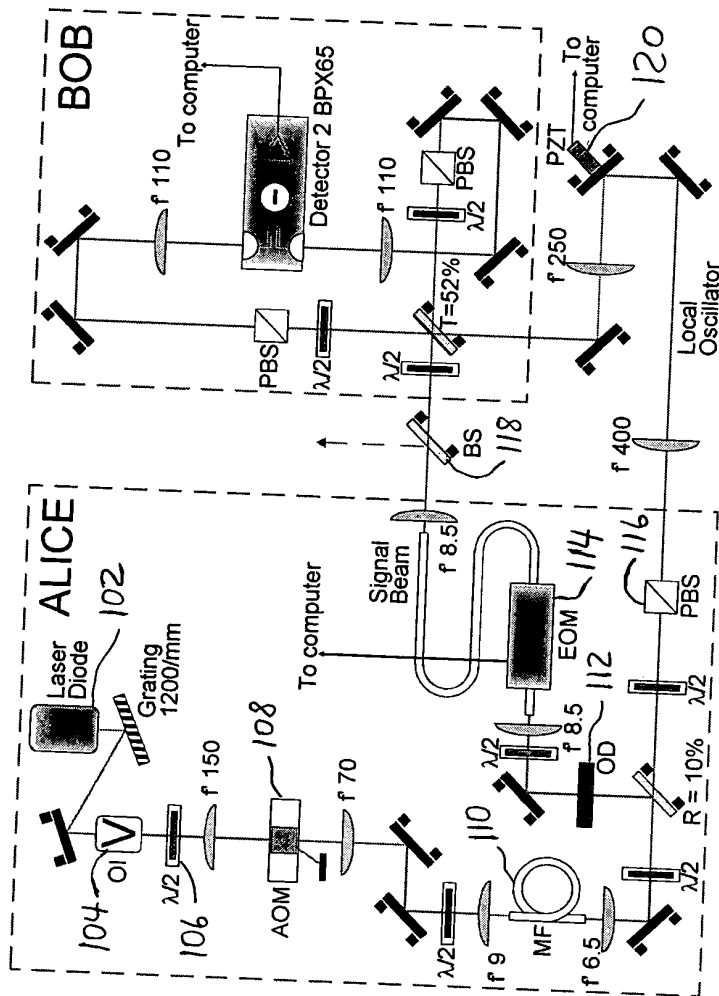 ALICE
Laser
Diode
102
Grating
1200/mm
104
OI
λ/2
106
f 150
AOM
108
f 70
λ/2
f 9
110
MF
f 6.5
λ/2
R = 10%
OD
112
λ/2
f 8.5
EOM
114
To computer
Signal
Beam
f 8.5
λ/2
PBS
116
BS
118
f 400
Local
Oscillator
f 250
PZT
To
computer
120
BOB
λ/2
T=52%
λ/2
PBS
λ/2
PBS
f 110
f 110
Detector 2 BPX65
To computer